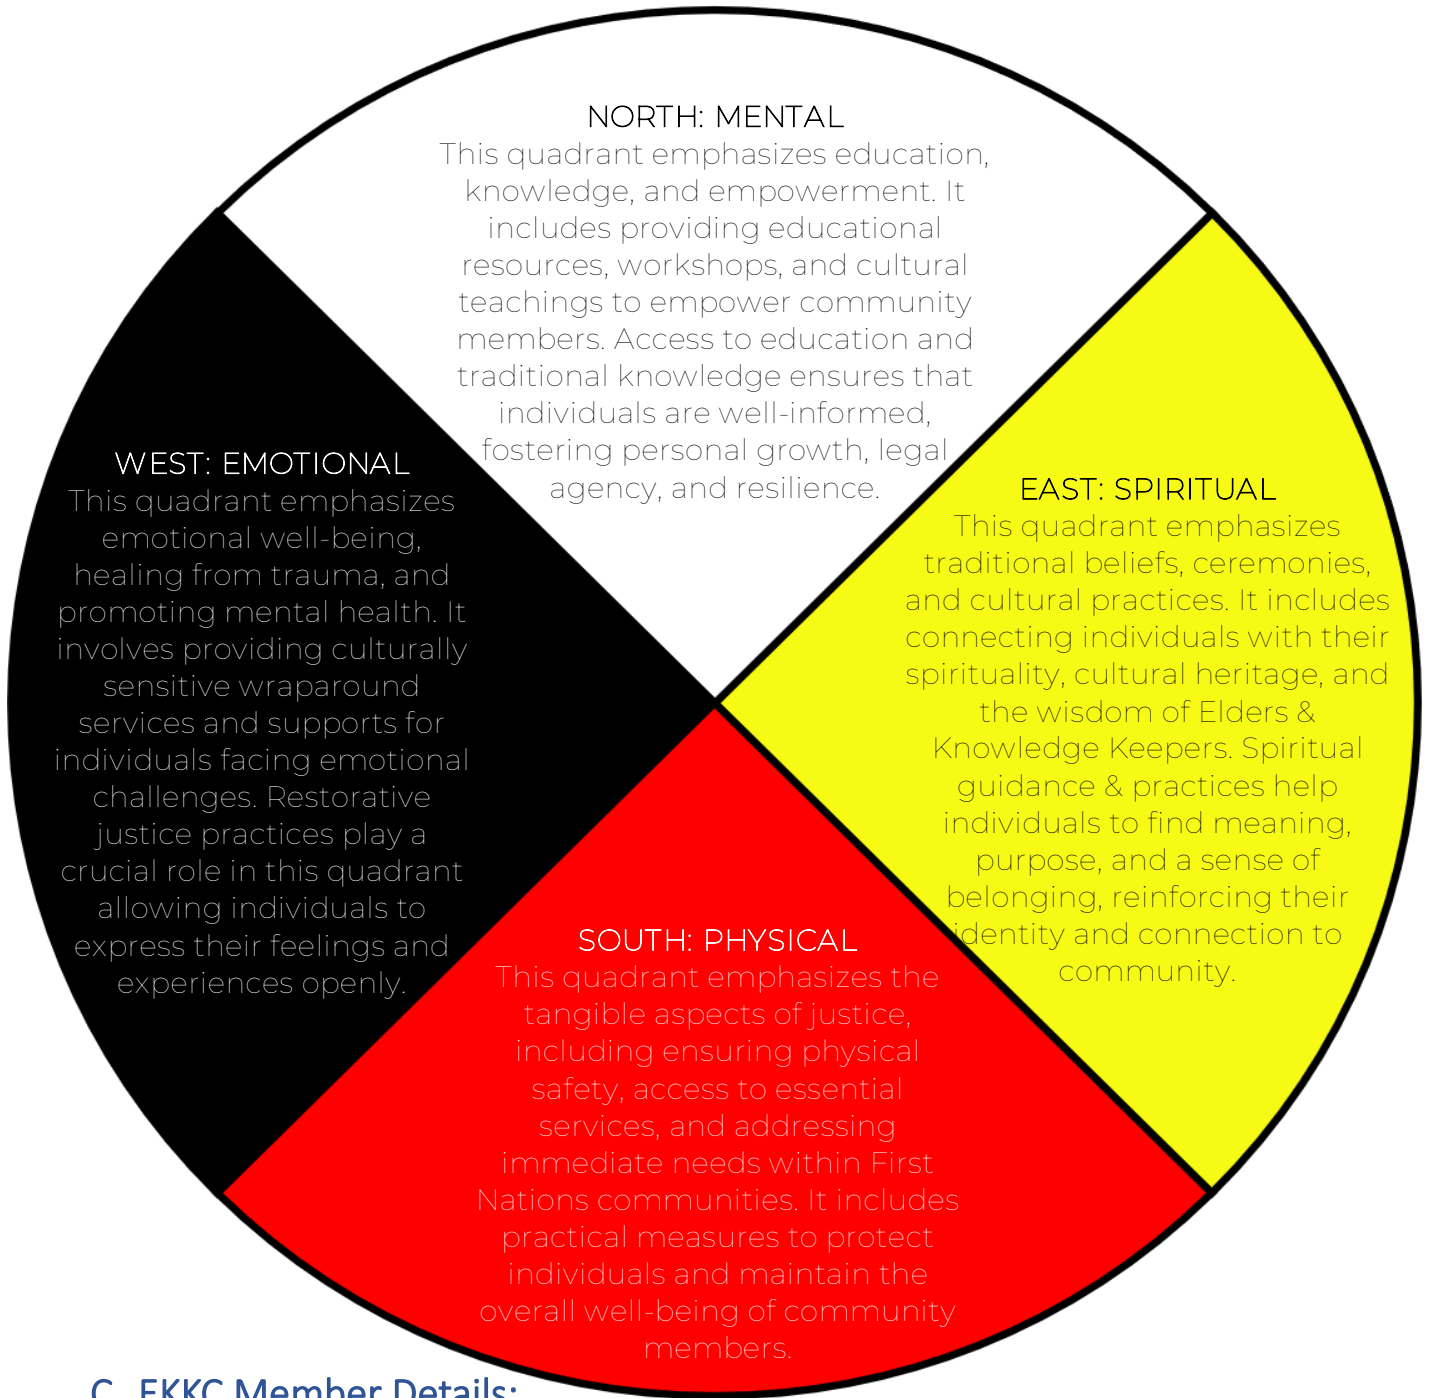 NORTH: MENTAL
This quadrant emphasizes education,
knowledge, and empowerment. It
includes providing educational
resources, workshops, and cultural
teachings to empower community
members. Access to education and
traditional knowledge ensures that
individuals are well-informed,
fostering personal growth, legal
agency, and resilience.
WEST: EMOTIONAL
This quadrant emphasizes
emotional well-being,
healing from trauma, and
promoting mental health. It
involves providing culturally
sensitive wraparound
services and supports for
individuals facing emotional
challenges. Restorative
justice practices play a
crucial role in this quadrant
allowing individuals to
express their feelings and
experiences openly.
EAST: SPIRITUAL
This quadrant emphasizes
traditional beliefs, ceremonies,
and cultural practices. It includes
connecting individuals with their
spirituality, cultural heritage, and
the wisdom of Elders &
Knowledge Keepers. Spiritual
guidance & practices help
individuals to find meaning,
purpose, and a sense of
belonging, reinforcing their
identity and connection to
community.
SOUTH: PHYSICAL
This quadrant emphasizes the
tangible aspects of justice,
including ensuring physical
safety, access to essential
services, and addressing
immediate needs within First
Nations communities. It includes
practical measures to protect
individuals and maintain the
overall well-being of community
members.
C. EKKC Member Details: